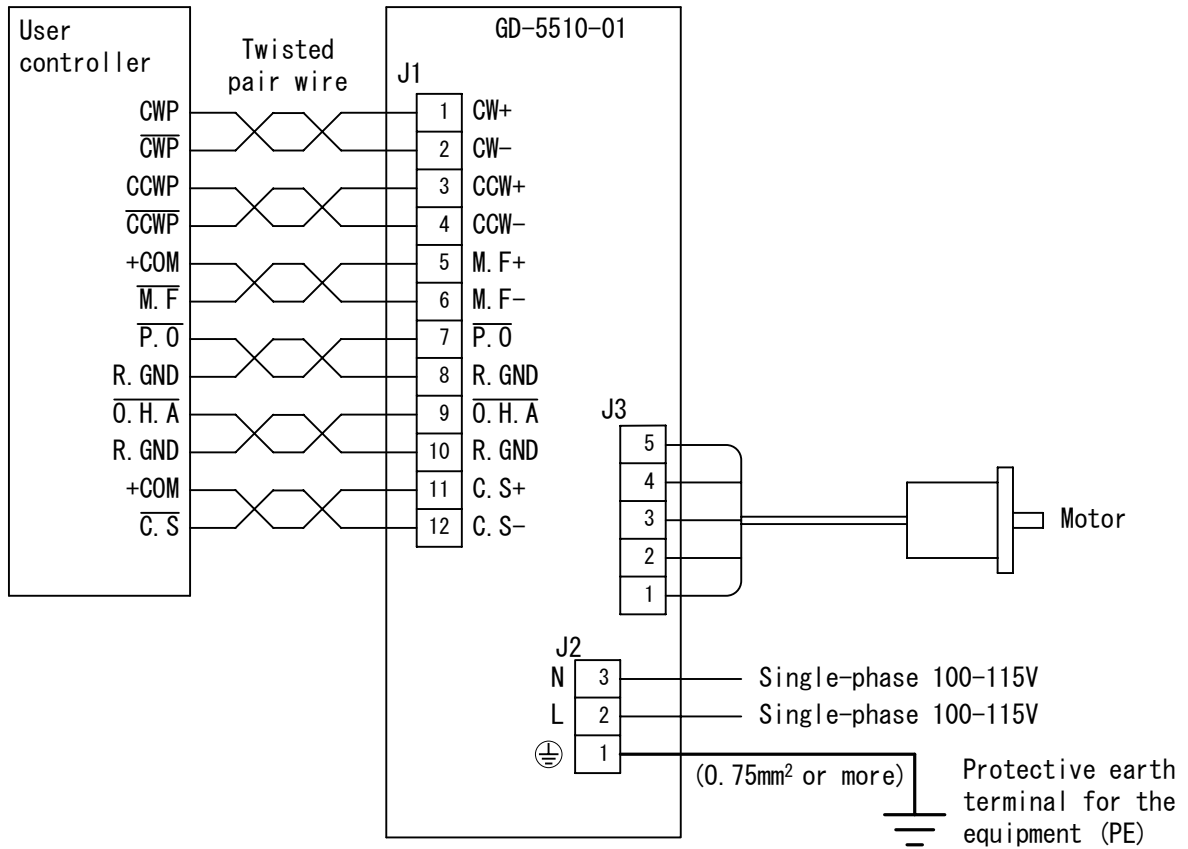 User
controller
Twisted
pair wire
GD-5510-01
J1
CWP 1 CW+
C̅W̅P̅ 2 CW-
CCWP 3 CCW+
C̅C̅W̅P̅ 4 CCW-
+COM 5 M.F+
M̅.̅F̅ 6 M.F-
P̅.̅O̅ 7 P̅.̅O̅
R.GND 8 R.GND
O̅.̅H̅.̅A̅ 9 O̅.̅H̅.̅A̅
R.GND 10 R.GND
+COM 11 C.S+
C̅.̅S̅ 12 C.S-
J3
5
4
3
2
1
Motor
J2
N 3 Single-phase 100-115V
L 2 Single-phase 100-115V
1
(0.75mm² or more)
Protective earth
terminal for the
equipment (PE)